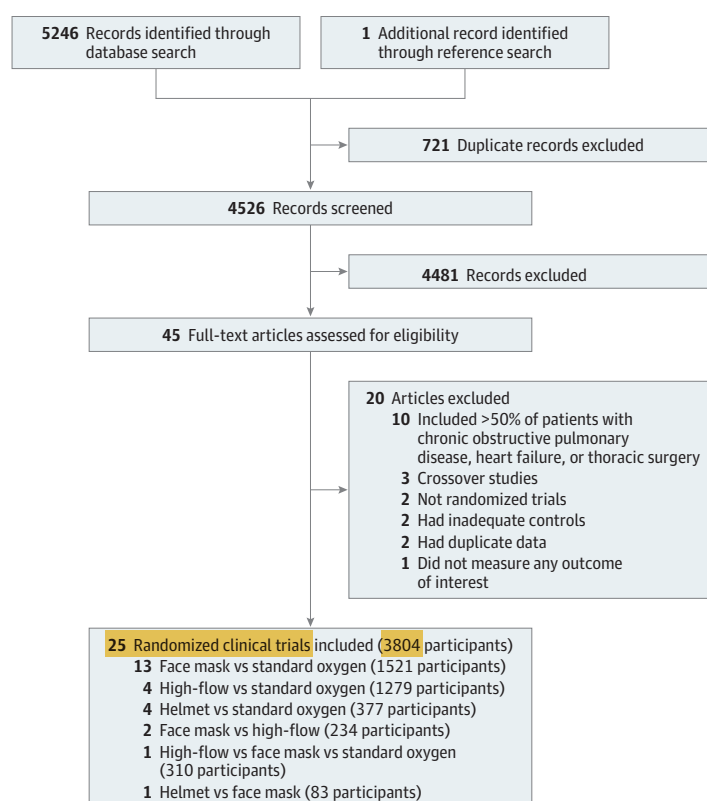 5246 Records identified through
database search
1 Additional record identified
through reference search
721 Duplicate records excluded
4526 Records screened
4481 Records excluded
45 Full-text articles assessed for eligibility
20 Articles excluded
10 Included >50% of patients with
chronic obstructive pulmonary
disease, heart failure, or thoracic surgery
3 Crossover studies
2 Not randomized trials
2 Had inadequate controls
2 Had duplicate data
1 Did not measure any outcome
of interest
25 Randomized clinical trials included (3804 participants)
13 Face mask vs standard oxygen (1521 participants)
4 High-flow vs standard oxygen (1279 participants)
4 Helmet vs standard oxygen (377 participants)
2 Face mask vs high-flow (234 participants)
1 High-flow vs face mask vs standard oxygen
(310 participants)
1 Helmet vs face mask (83 participants)